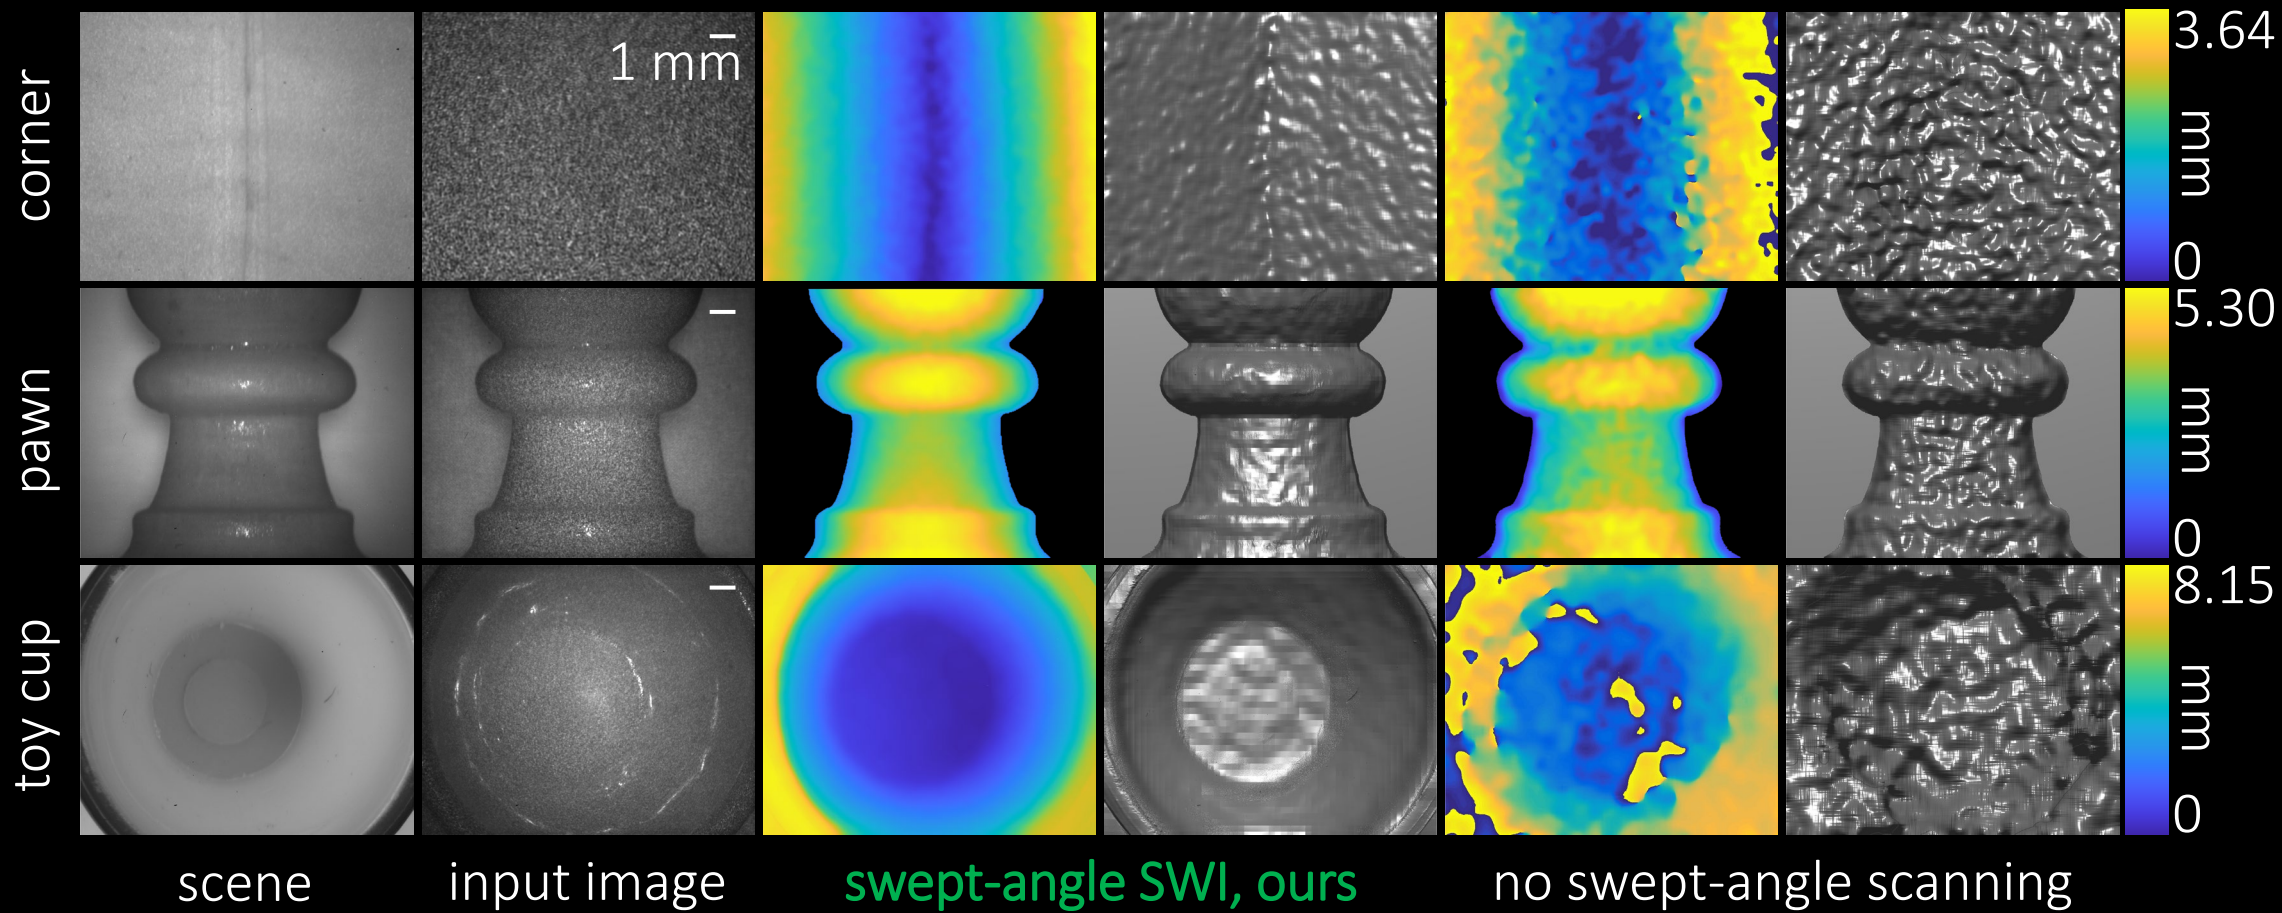 corner
1 mm
3.64
mm
0
pawn
5.30
mm
0
toy cup
8.15
mm
0
scene
input image
swept-angle SWI, ours
no swept-angle scanning